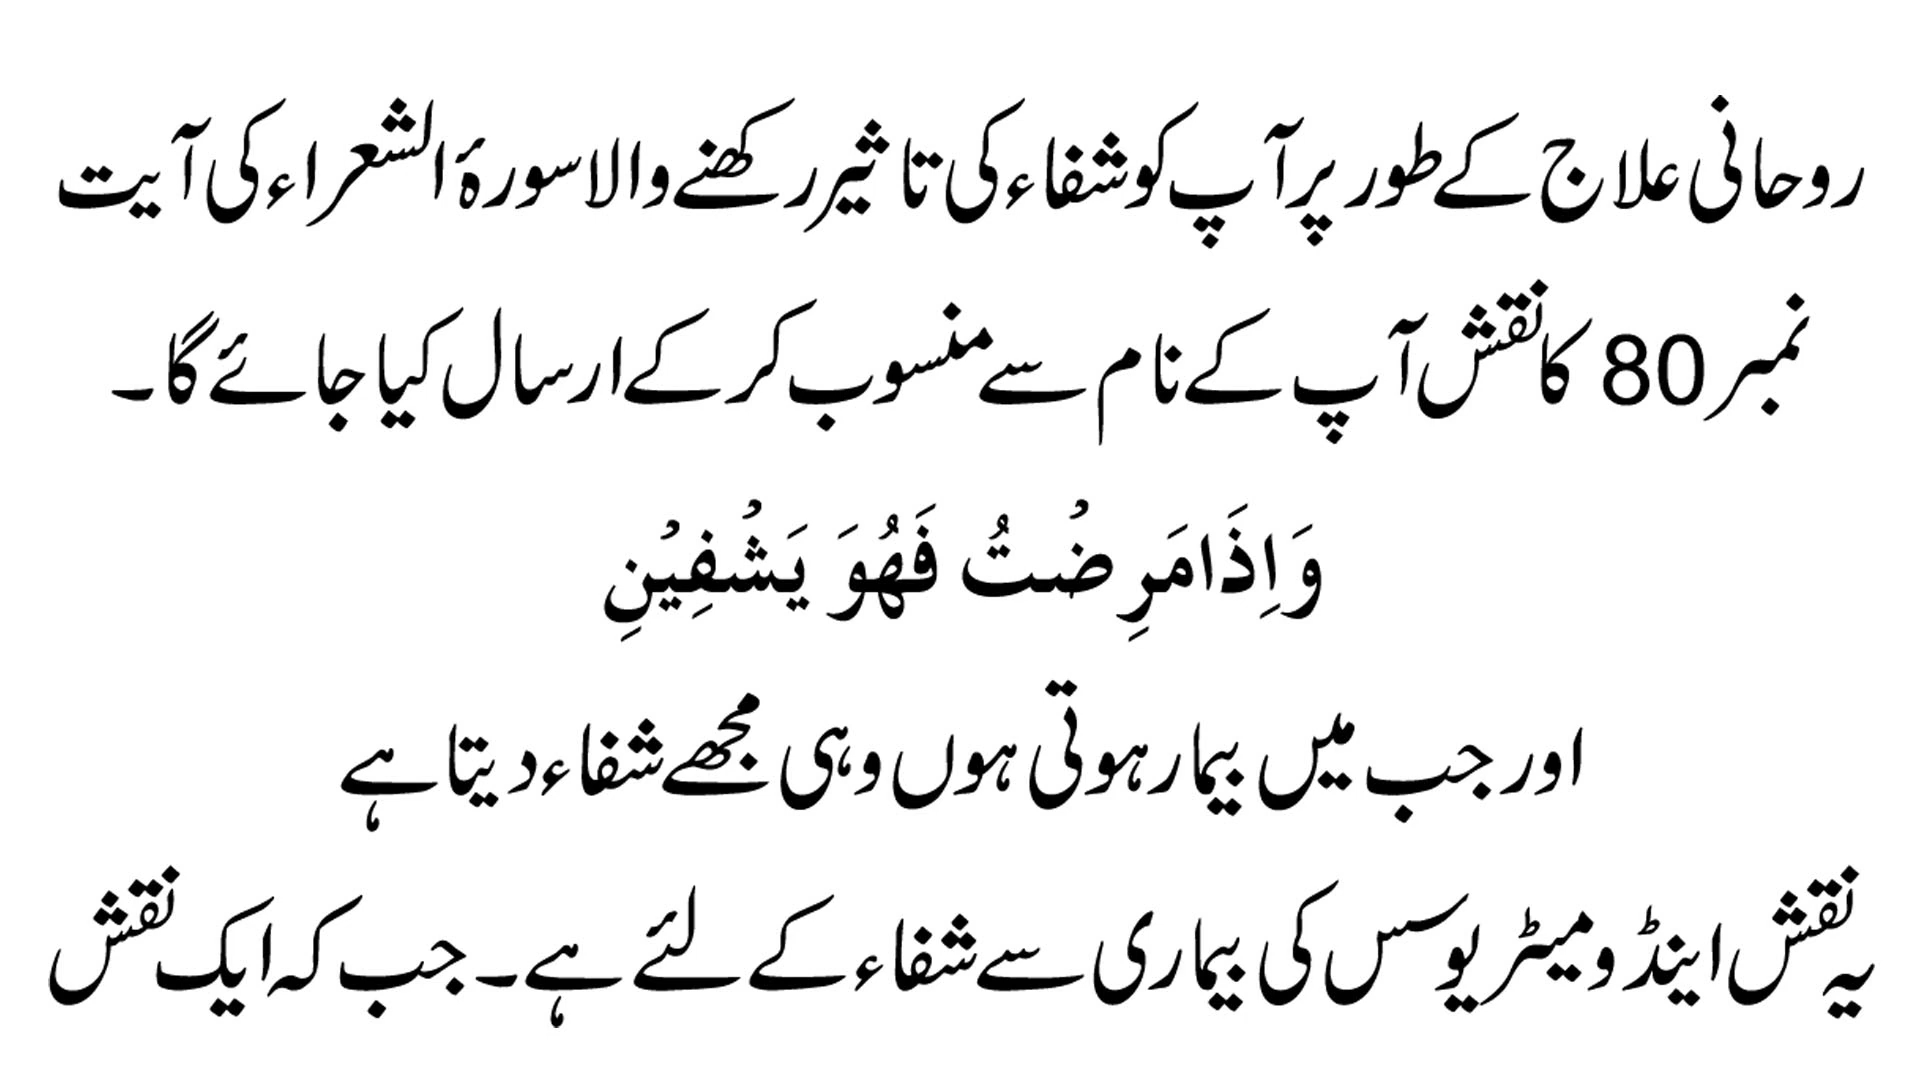 روحانی علاج کے طور پر آپ کو شفاء کی تاثیر رکھنے والا سورۂ الشعراء کی آیت
نمبر 80 کا نقش آپ کے نام سے منسوب کر کے ارسال کیا جائے گا۔
وَاِذَا مَرِضْتُ فَهُوَ يَشْفِيْنِ
اور جب میں بیمار ہوتی ہوں وہی مجھے شفاء دیتا ہے
یہ نقش اینڈومیٹریوسس کی بیماری سے شفاء کے لئے ہے۔ جب کہ ایک نقش